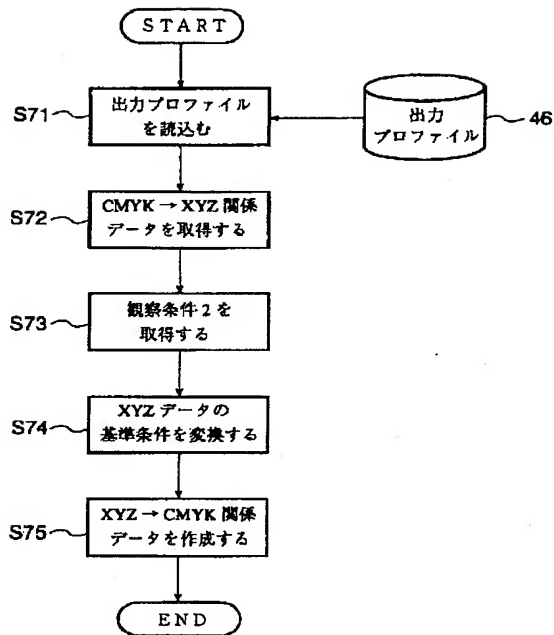 START
S71
出力プロファイル
を読込む
出力
プロファイル
46
S72
CMYK → XYZ 関係
データを取得する
S73
観察条件2を
取得する
S74
XYZ データの
基準条件を変換する
S75
XYZ → CMYK 関係
データを作成する
END